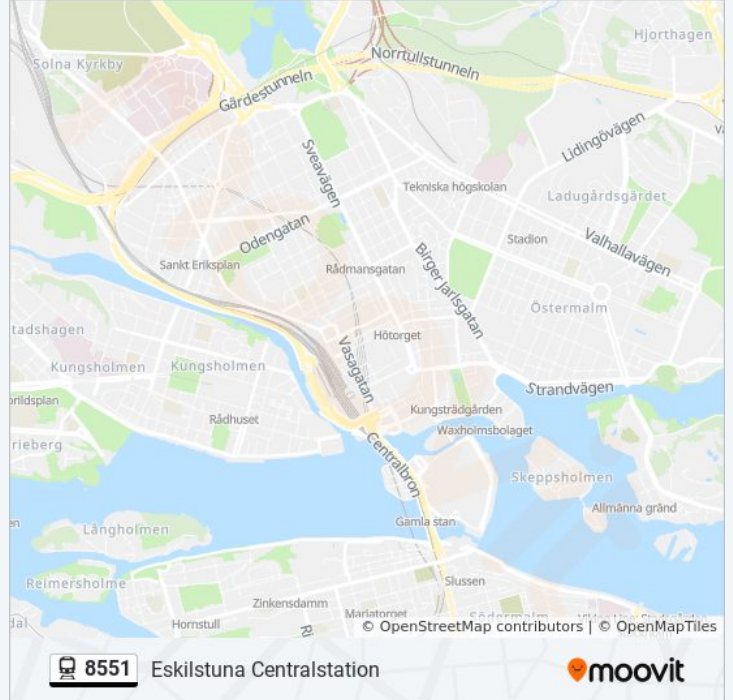 Hjorthagen
Norrtullstunneln
Solna Kyrkby
Gärdestunneln
Lidingövägen
Sveavägen
Tekniska högskolan
Ladugårdsgärdet
Odengatan
Stadion
Valhallavägen
Sankt Eriksplan
Rådmansgatan
Birger Jarlsgatan
Östermalm
tadshagen
Hötorget
Vasagatan
Kungsholmen
Kungsholmen
Strandvägen
Kungsträdgården
Rådhuset
Waxholmsbolaget
Centralbron
rieberg
Skeppsholmen
Allmänna gränd
Gamla stan
Långholmen
Reimersholme
Slussen
Zinkensdamm
Mariatorget
Hornstull
Södermalm
© OpenStreetMap contributors | © OpenMapTiles
8551 Eskilstuna Centralstation
moovit